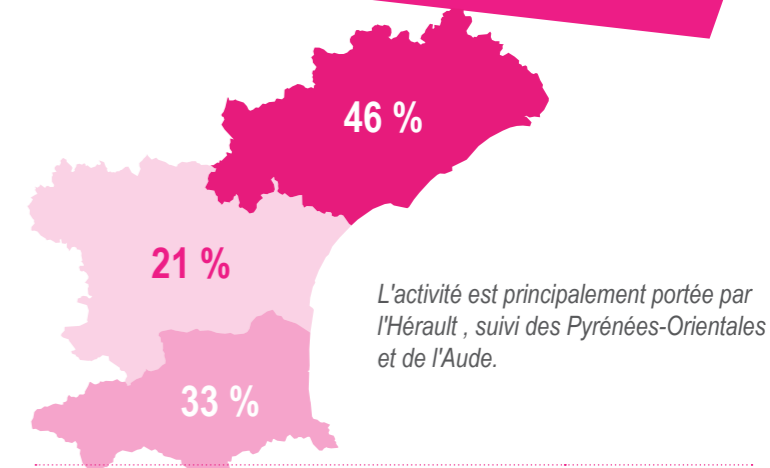 46 %
21 %
L'activité est principalement portée par
l'Hérault , suivi des Pyrénées-Orientales
et de l'Aude.
33 %